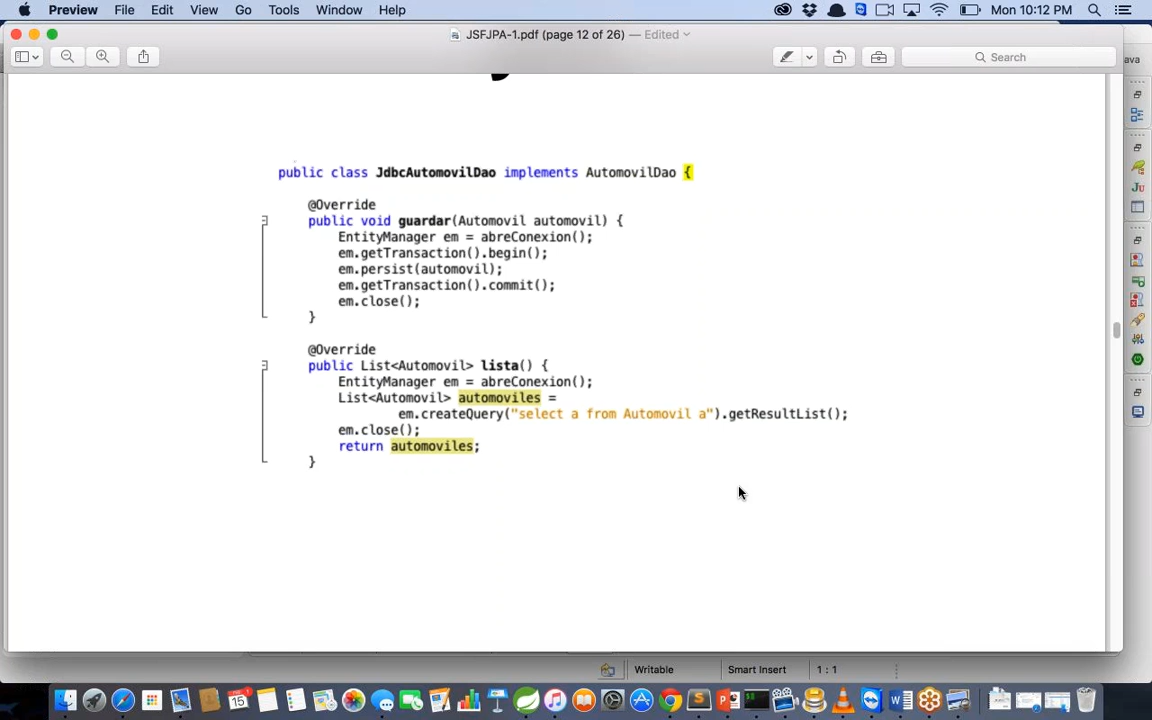 Preview File Edit View Go Tools Window Help Mon 10:12 PM
JSFJPA-1.pdf (page 12 of 26) — Edited
Search
ava
public class JdbcAutomovilDao implements AutomovilDao {
@Override
public void guardar(Automovil automovil) {
EntityManager em = abreConexion();
em.getTransaction().begin();
em.persist(automovil);
em.getTransaction().commit();
em.close();
}
@Override
public List<Automovil> lista() {
EntityManager em = abreConexion();
List<Automovil> automoviles =
em.createQuery("select a from Automovil a").getResultList();
em.close();
return automoviles;
}
Ju
Writable Smart Insert 1 : 1
15